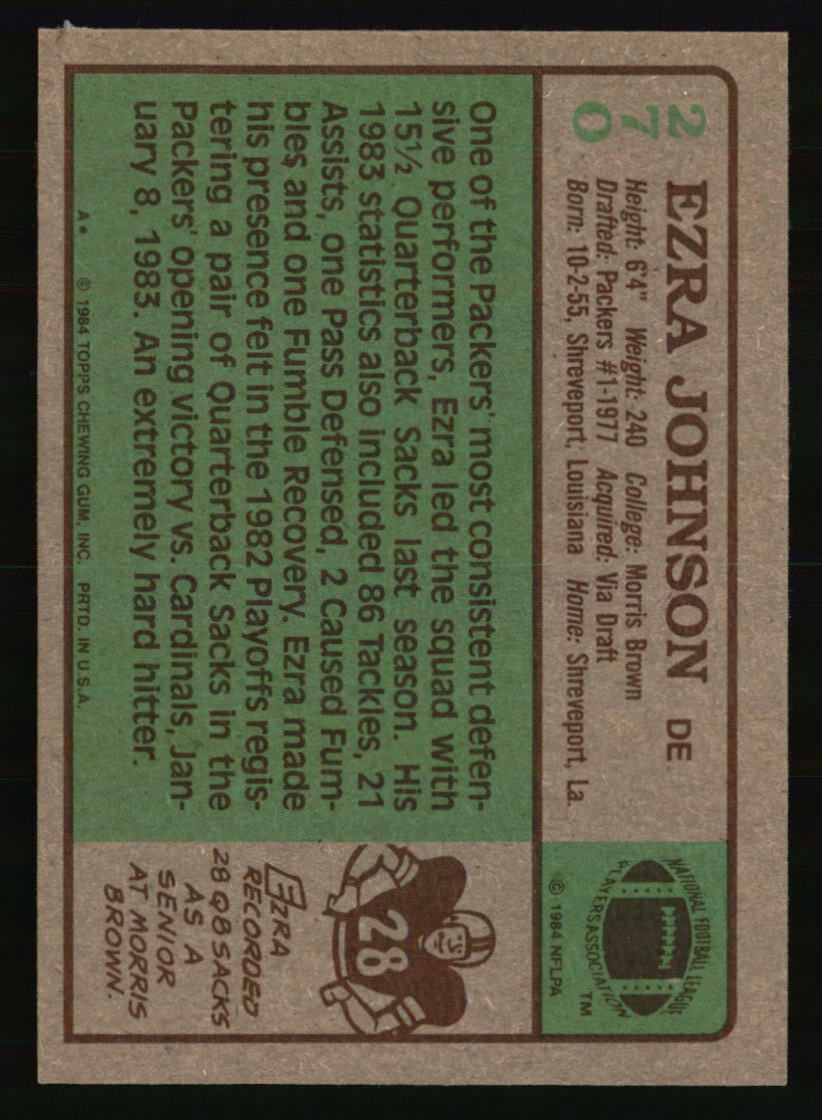 270
EZRA JOHNSON DE
Height: 6'4" Weight: 240 College: Morris Brown
Drafted: Packers #1-1977 Acquired: Via Draft
Born: 10-2-55, Shreveport, Louisiana Home: Shreveport, La.
NATIONAL FOOTBALL LEAGUE
PLAYERS ASSOCIATION
TM
© 1984 NFLPA
One of the Packers' most consistent defen-
sive performers, Ezra led the squad with
15½ Quarterback Sacks last season. His
1983 statistics also included 86 Tackles, 21
Assists, one Pass Defensed, 2 Caused Fum-
bles and one Fumble Recovery. Ezra made
his presence felt in the 1982 Playoffs regis-
tering a pair of Quarterback Sacks in the
Packers' opening victory vs. Cardinals, Jan-
uary 8, 1983. An extremely hard hitter.
A* © 1984 TOPPS CHEWING GUM, INC. PRTD. IN U.S.A.
28
EZRA
RECORDED
28 QB SACKS
AS A
SENIOR
AT MORRIS
BROWN.